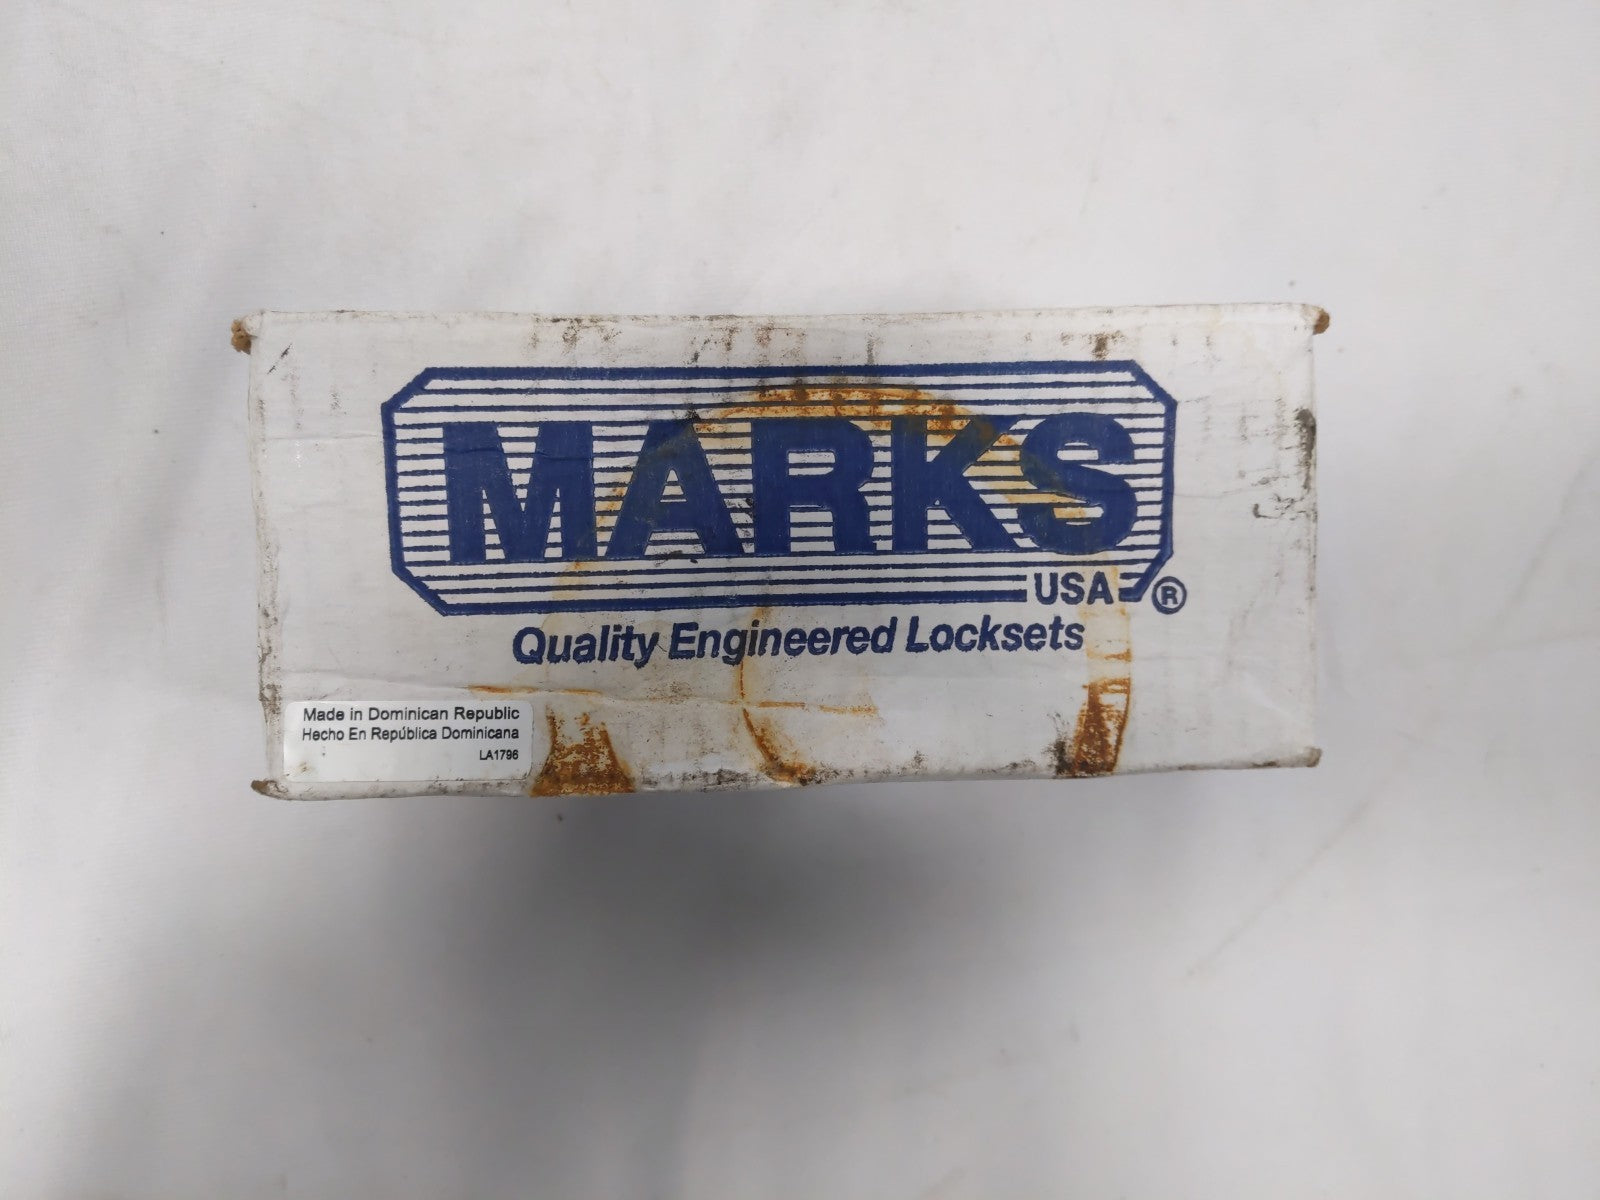 MARKS
USA ®
Quality Engineered Locksets
Made in Dominican Republic
Hecho En República Dominicana
LA1796